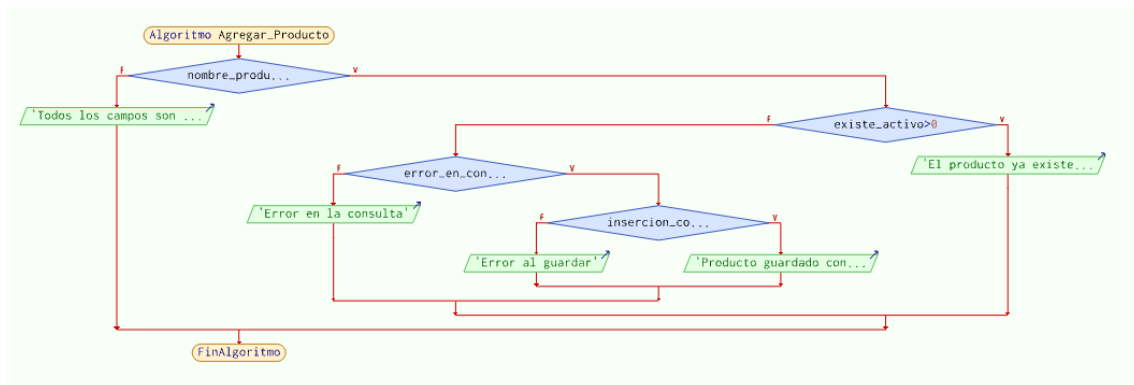 Algoritmo Agregar_Producto
F
nombre_produ...
V
'Todos los campos son ...
F
existe_activo>0
V
'El producto ya existe...
F
error_en_con...
V
'Error en la consulta'
F
insercion_co...
V
'Error al guardar'
'Producto guardado con...
FinAlgoritmo